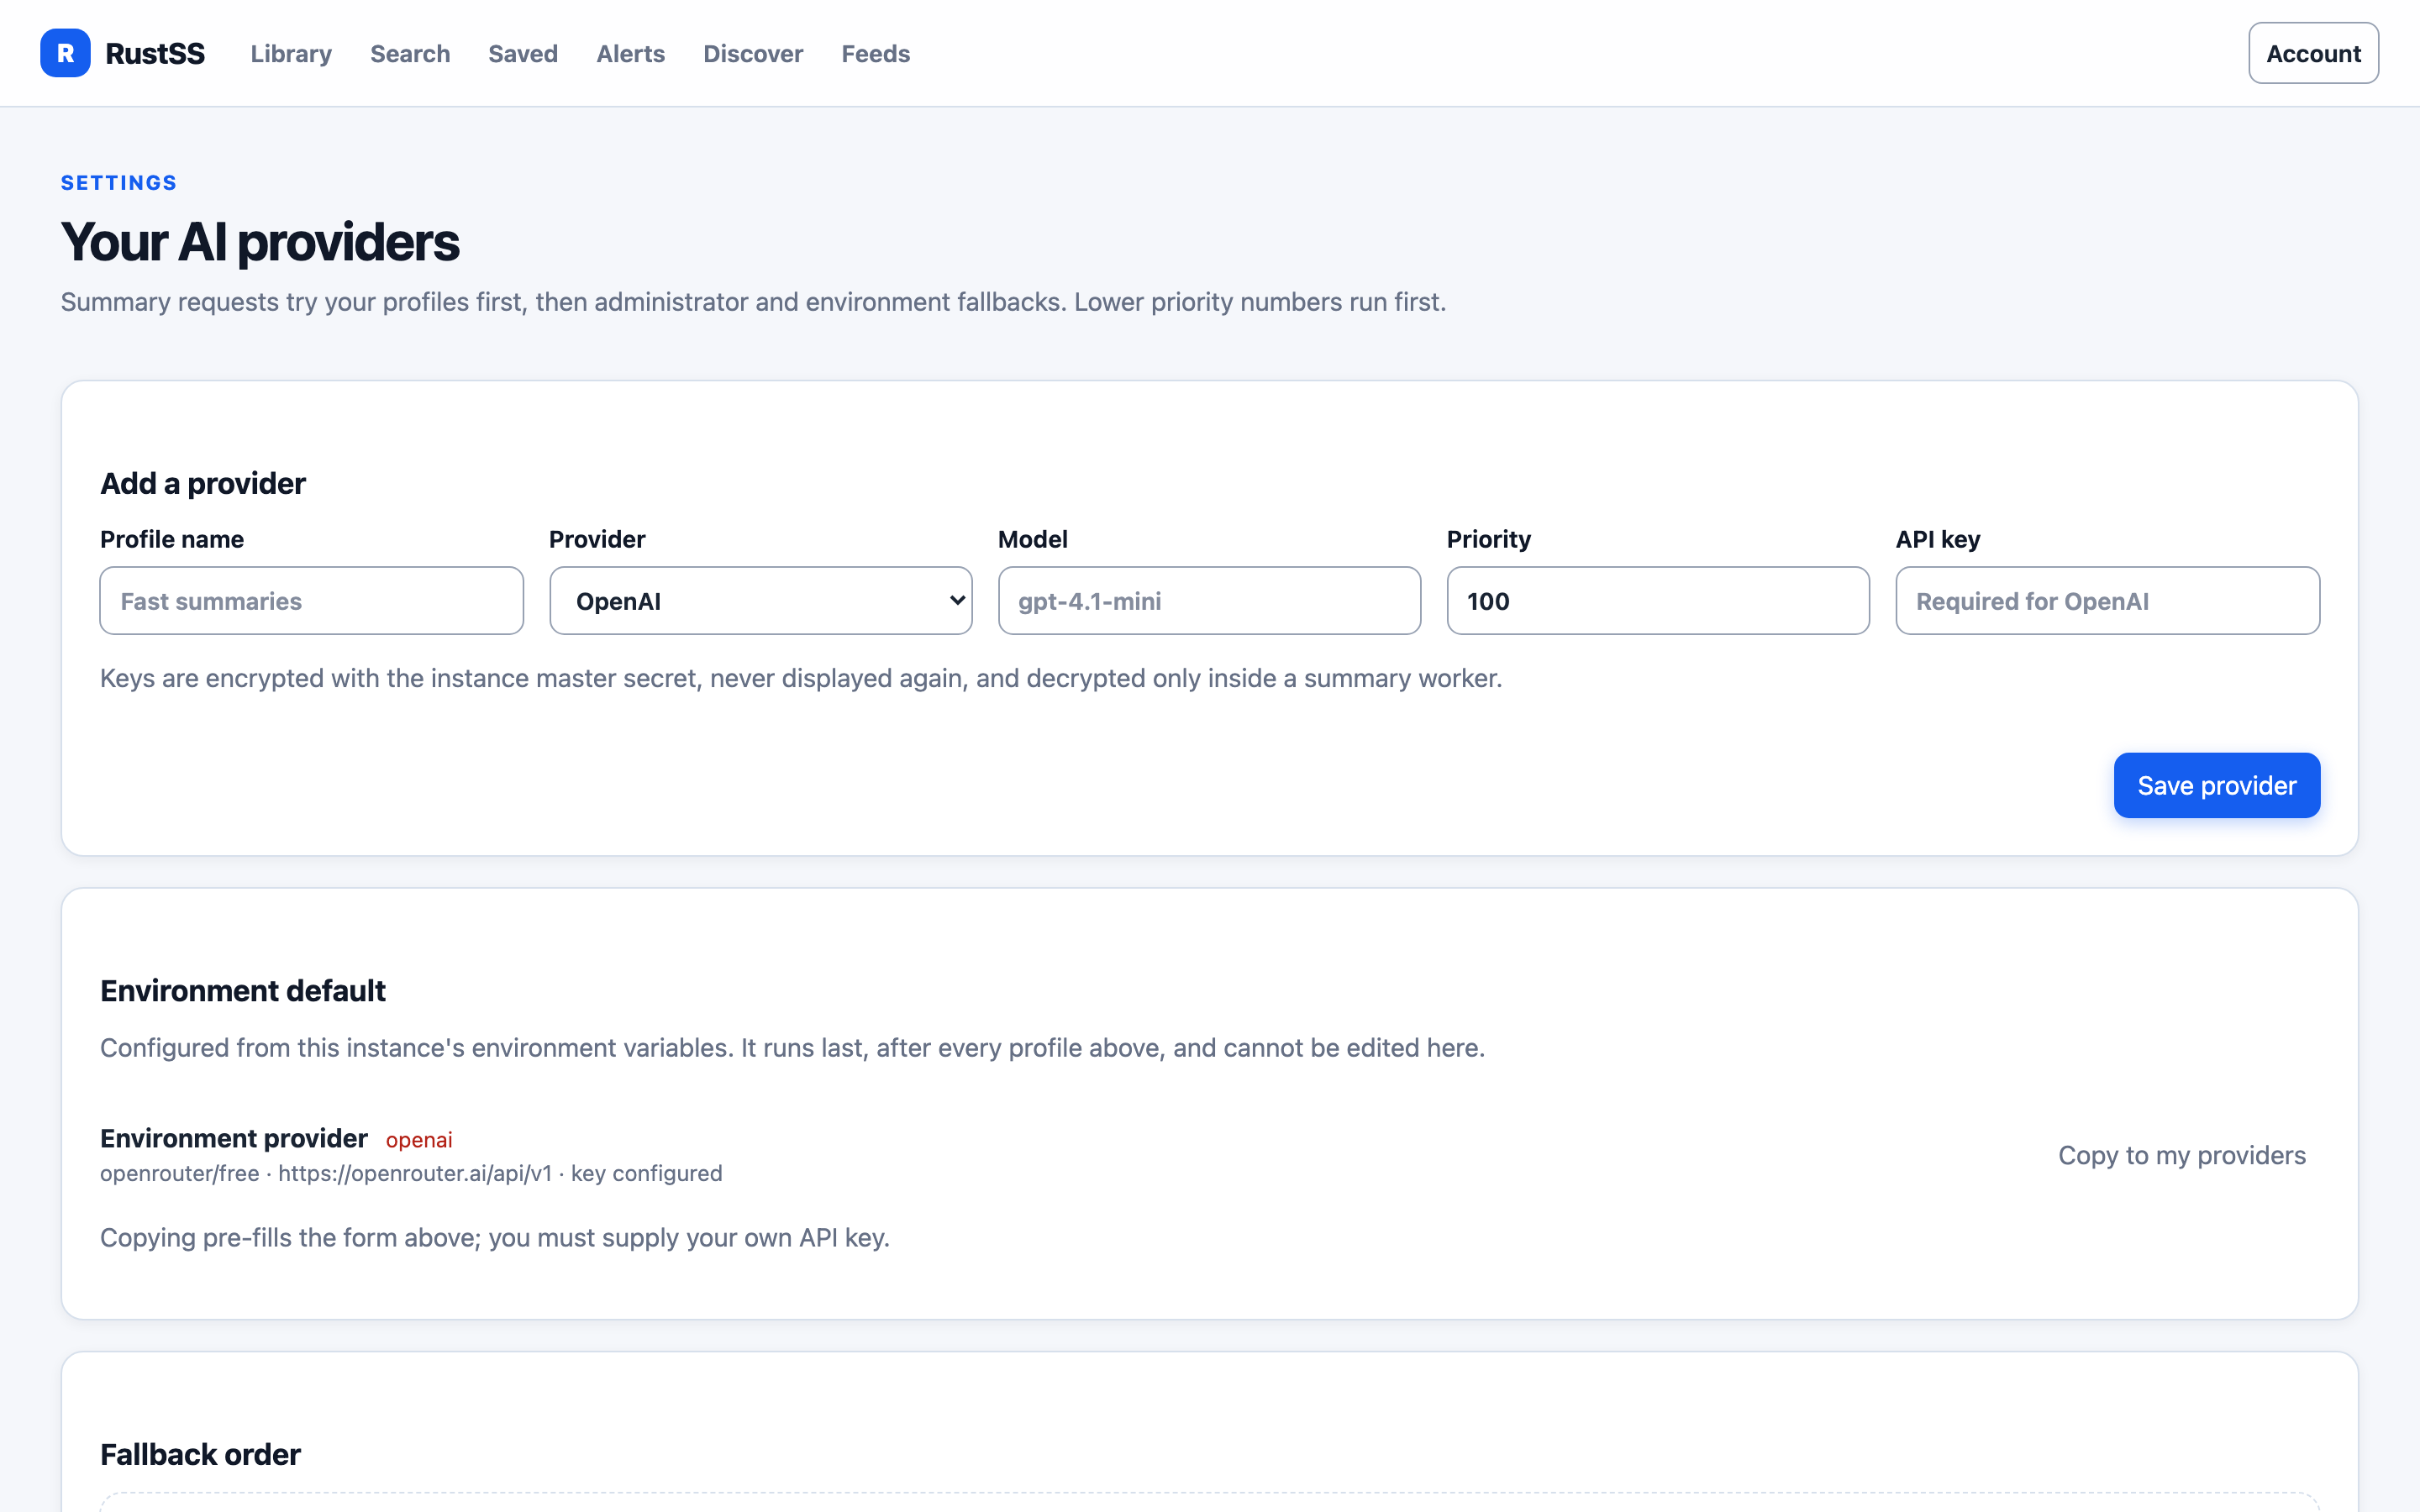 R RustSS Library Search Saved Alerts Discover Feeds Account
SETTINGS
Your AI providers
Summary requests try your profiles first, then administrator and environment fallbacks. Lower priority numbers run first.
Add a provider
Profile name Provider Model Priority API key
Fast summaries OpenAI gpt-4.1-mini 100 Required for OpenAI
Keys are encrypted with the instance master secret, never displayed again, and decrypted only inside a summary worker.
Save provider
Environment default
Configured from this instance's environment variables. It runs last, after every profile above, and cannot be edited here.
Environment provider openai
openrouter/free · https://openrouter.ai/api/v1 · key configured
Copy to my providers
Copying pre-fills the form above; you must supply your own API key.
Fallback order